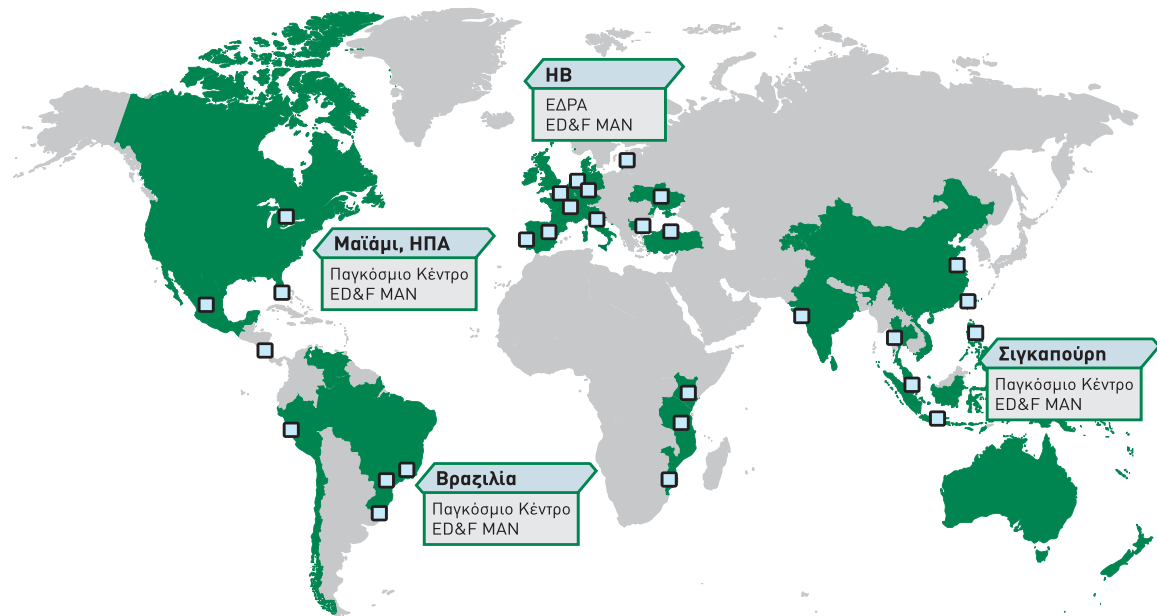 ΗΒ
ΕΔΡΑ
ED&F MAN
Μαϊάμι, ΗΠΑ
Παγκόσμιο Κέντρο
ED&F MAN
Σιγκαπούρη
Παγκόσμιο Κέντρο
ED&F MAN
Βραζιλία
Παγκόσμιο Κέντρο
ED&F MAN